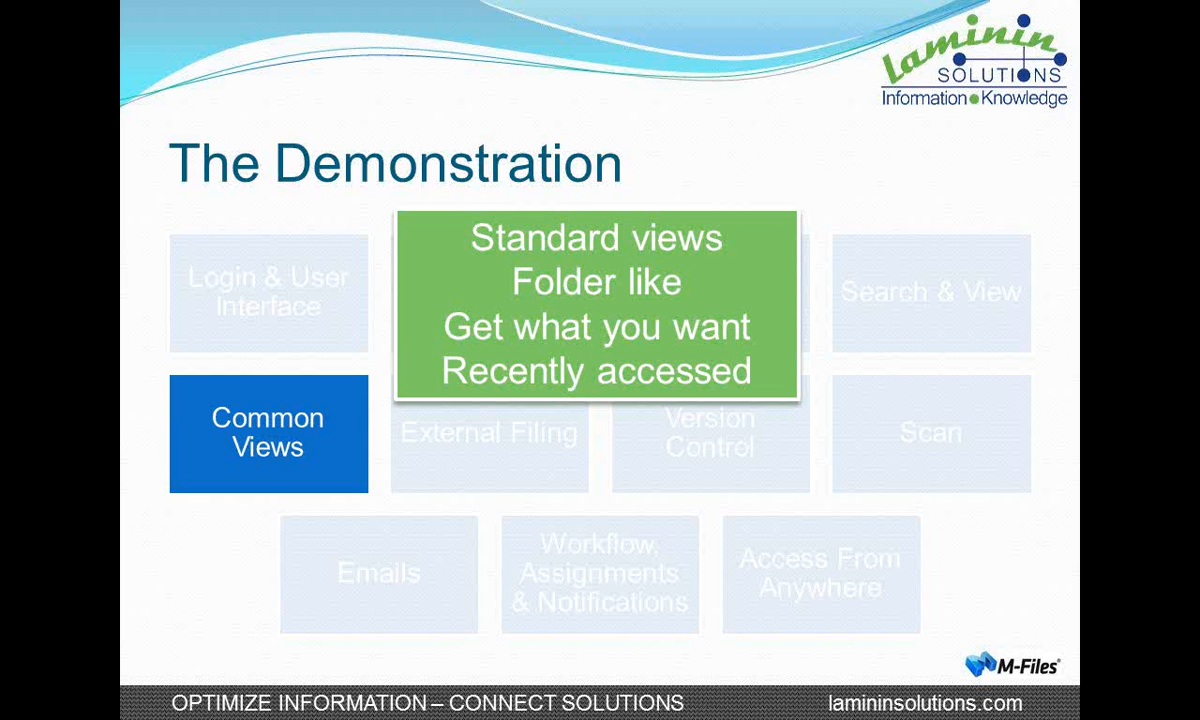 Laminin
SOLUTIONS
Information Knowledge
The Demonstration
Standard views
Folder like
Get what you want
Recently accessed
Login & User
Interface
Search & View
Common
Views
External Filing
Version
Control
Scan
Emails
Workflow,
Assignments
& Notifications
Access From
Anywhere
M-Files®
OPTIMIZE INFORMATION – CONNECT SOLUTIONS
lamininsolutions.com